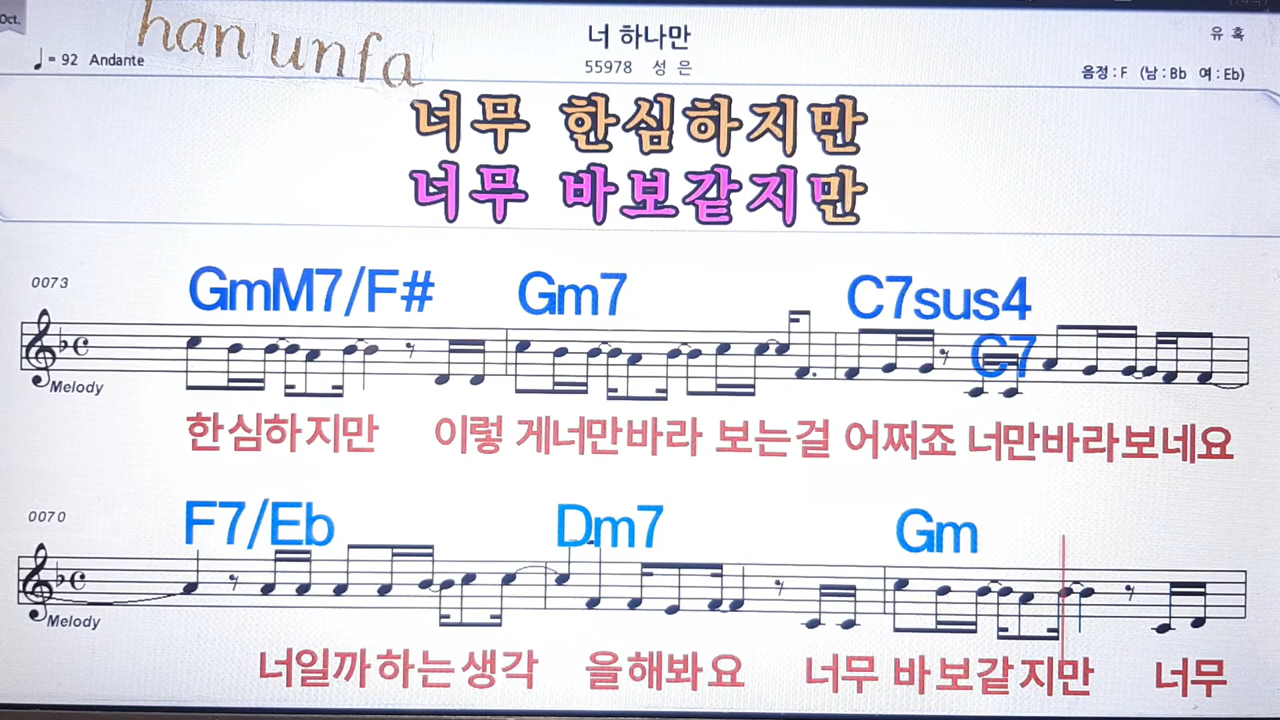 Oct.
han unfa
너 하나만
유 혹
♩= 92 Andante
55978 성 은
음정 : F (남 : Bb 여 : Eb)
너무 한심하지만
너무 바보같지만
0073
GmM7/F# Gm7 C7sus4 C7
Melody
한심하지만 이렇 게너만바라 보는걸 어쩌죠 너만바라보네요
0070
F7/Eb Dm7 Gm
Melody
너일까하는생각 을해봐요 너무 바보같지만 너무